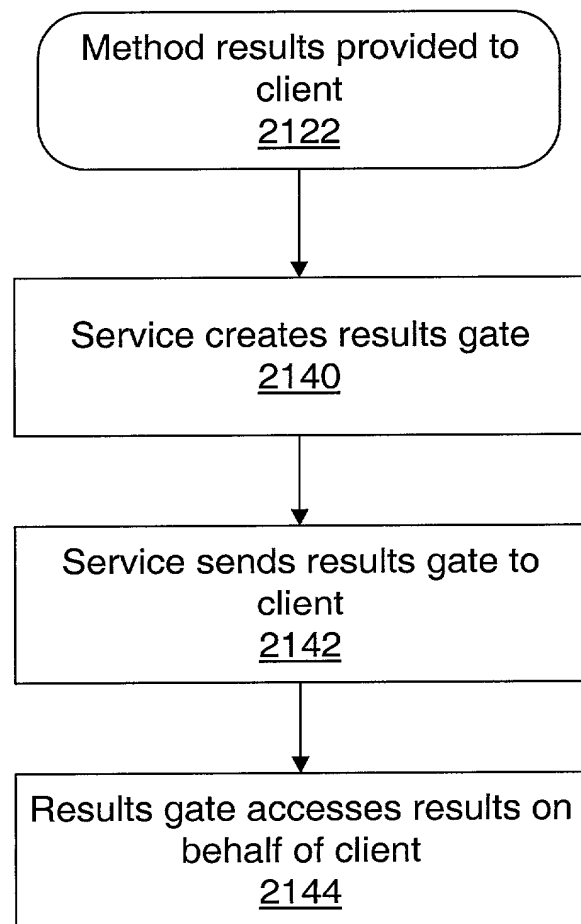 Method results provided to
client
2122
Service creates results gate
2140
Service sends results gate to
client
2142
Results gate accesses results on
behalf of client
2144